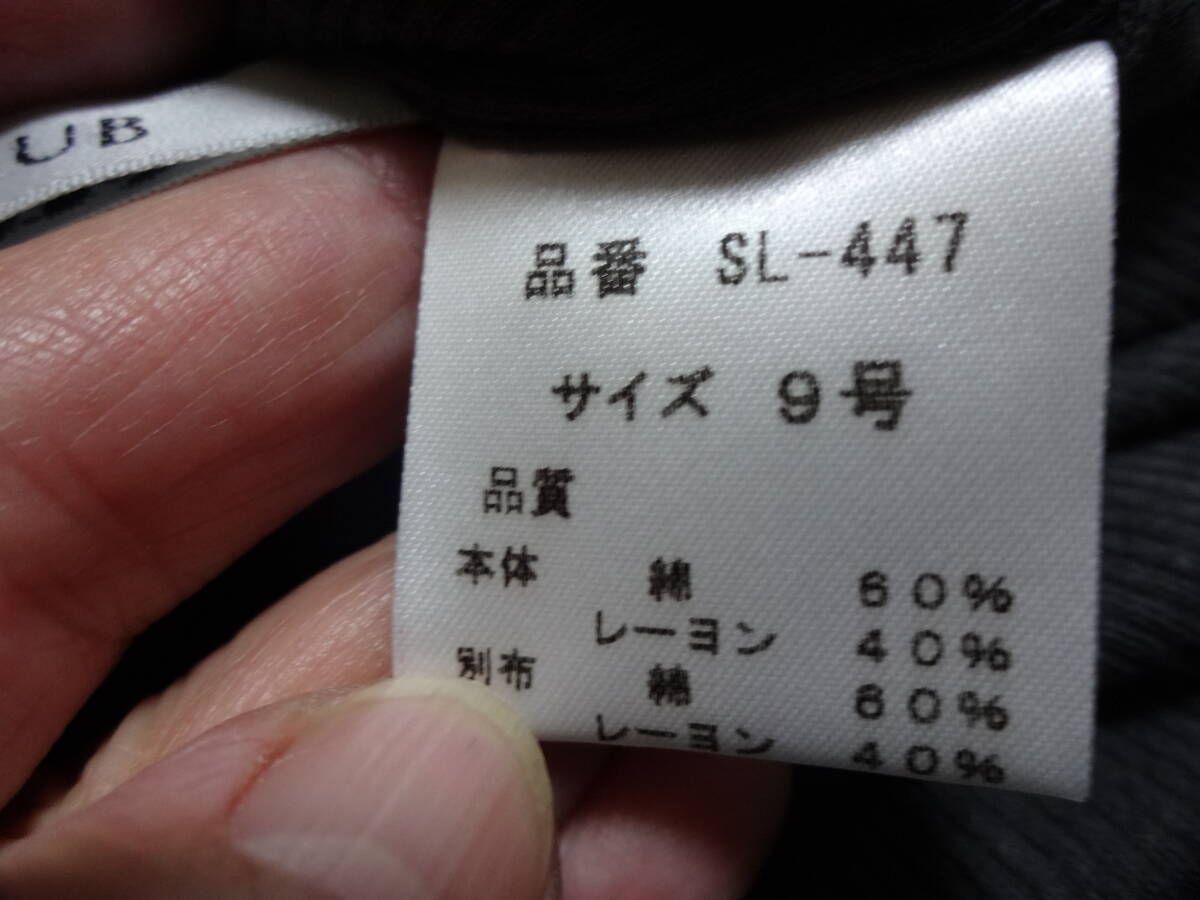 UB
品番 SL-447
サイズ 9号
品質
本体 綿 60%
レーヨン 40%
別布 綿 60%
レーヨン 40%